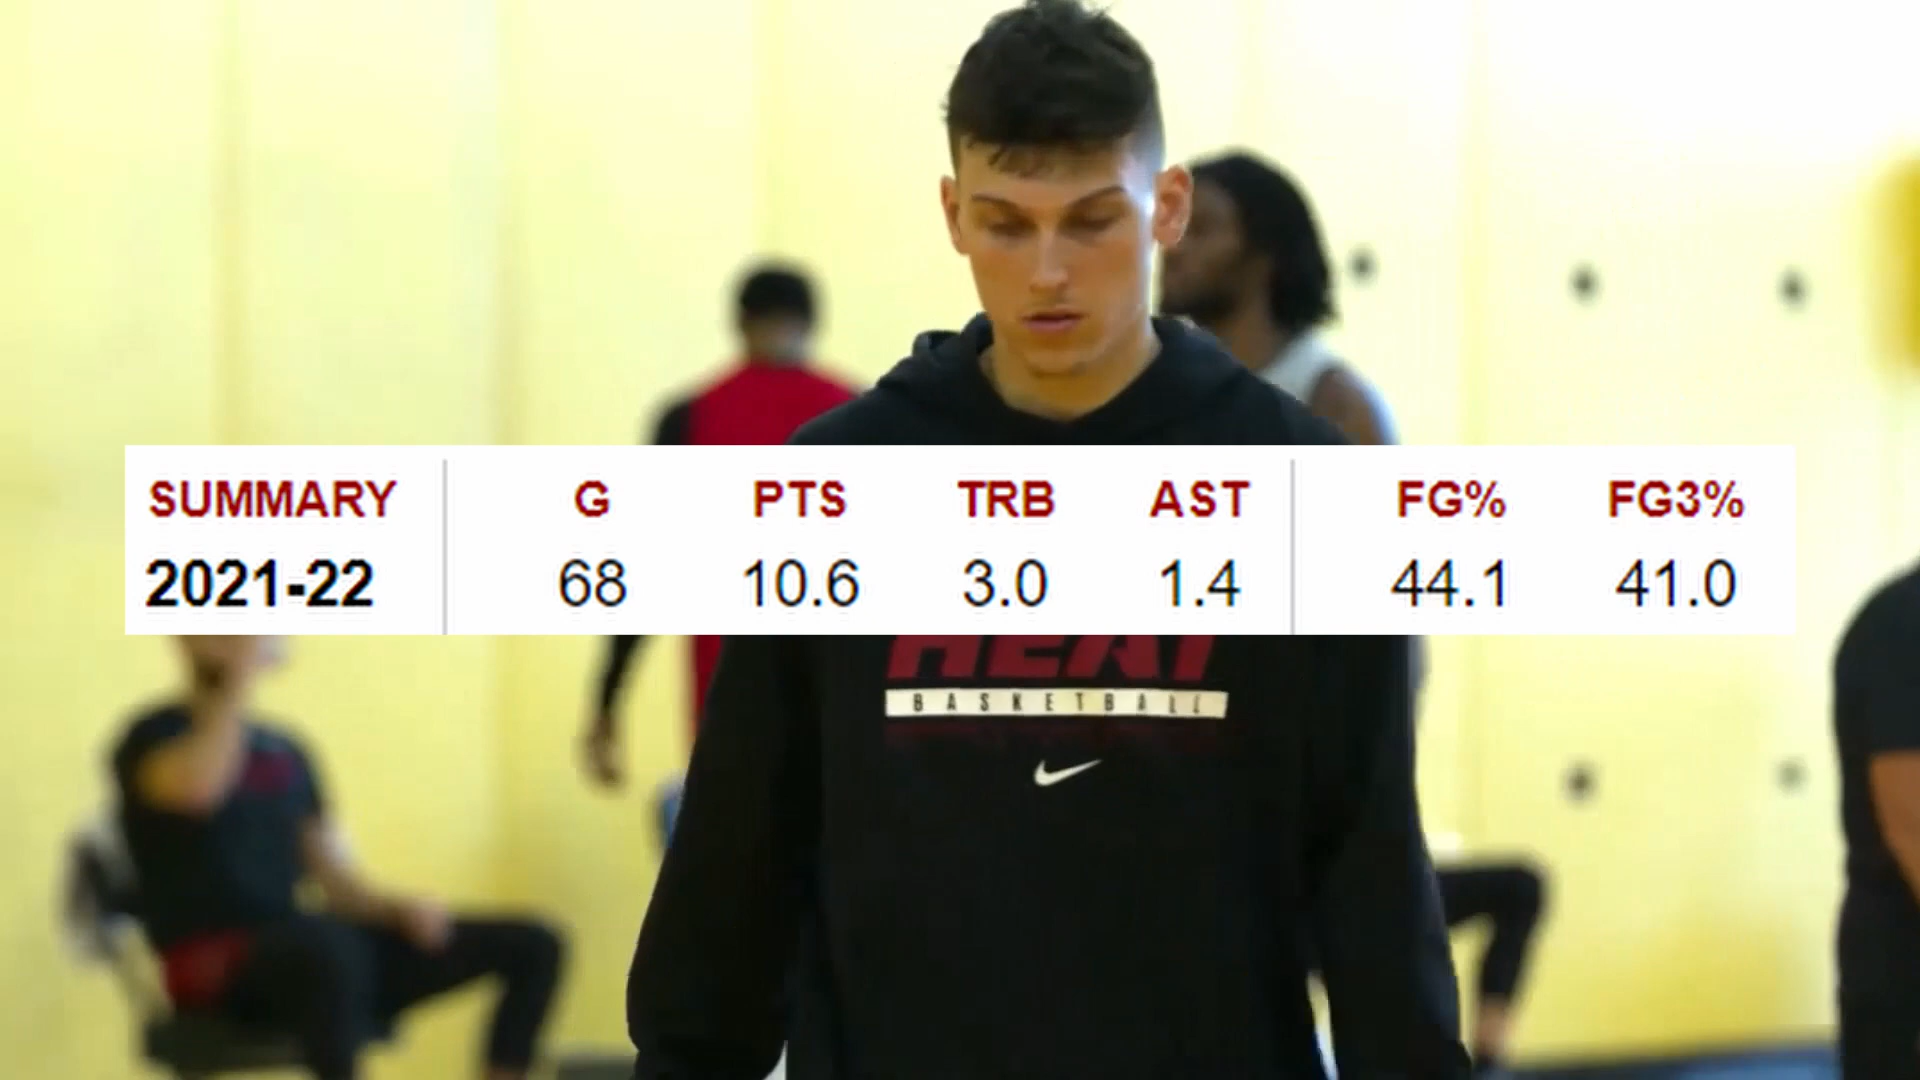 SUMMARY G PTS TRB AST FG% FG3%
2021-22 68 10.6 3.0 1.4 44.1 41.0
HEAT
BASKETBALL